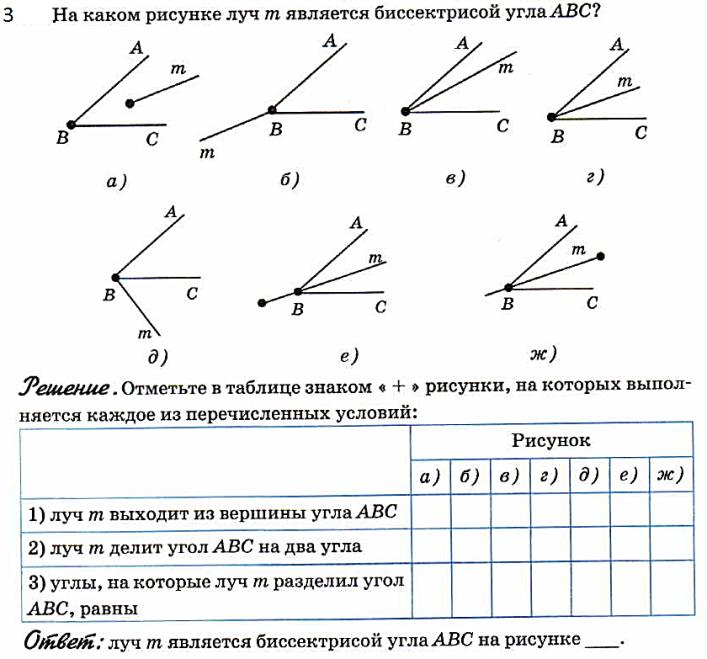 3 На каком рисунке луч m является биссектрисой угла ABC?
A m B C
A B C m
A m B C
A m B C
а) б) в) г)
A B C m
A m B C
A m B C
д) е) ж)
Решение. Отметьте в таблице знаком « + » рисунки, на которых выпол-
няется каждое из перечисленных условий:
Рисунок
а) б) в) г) д) е) ж)
1) луч m выходит из вершины угла ABC
2) луч m делит угол ABC на два угла
3) углы, на которые луч m разделил угол
ABC, равны
Ответ: луч m является биссектрисой угла ABC на рисунке ___.